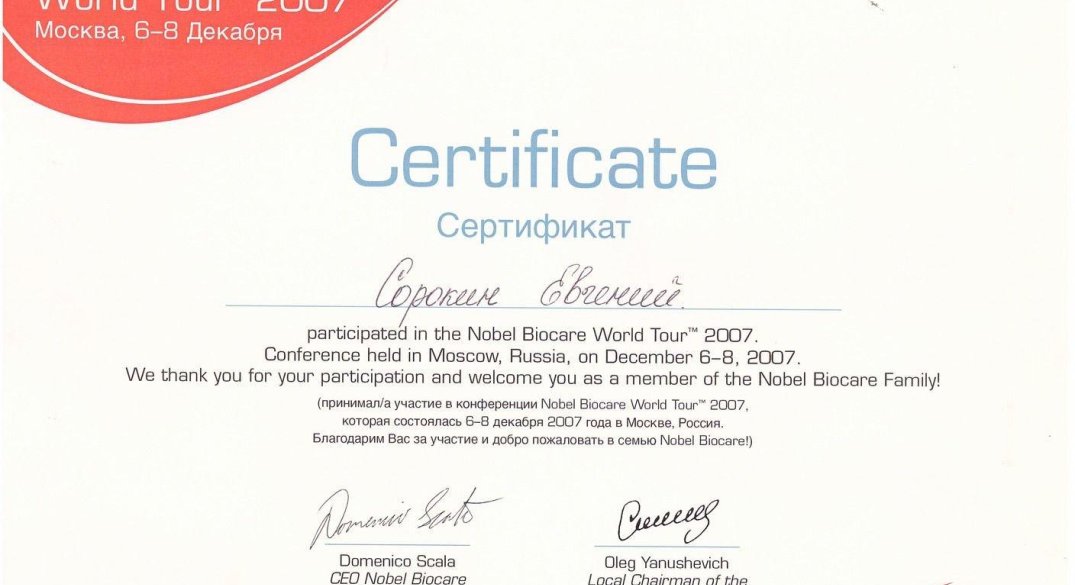 World Tour™ 2007
Москва, 6–8 Декабря
Certificate
Сертификат
Сорокин Евгений
participated in the Nobel Biocare World Tour™ 2007.
Conference held in Moscow, Russia, on December 6–8, 2007.
We thank you for your participation and welcome you as a member of the Nobel Biocare Family!
(принимал/а участие в конференции Nobel Biocare World Tour™ 2007,
которая состоялась 6–8 декабря 2007 года в Москве, Россия.
Благодарим Вас за участие и добро пожаловать в семью Nobel Biocare!)
Domenico Scala
Domenico Scala
CEO Nobel Biocare
Oleg Yanushevich
Local Chairman of the